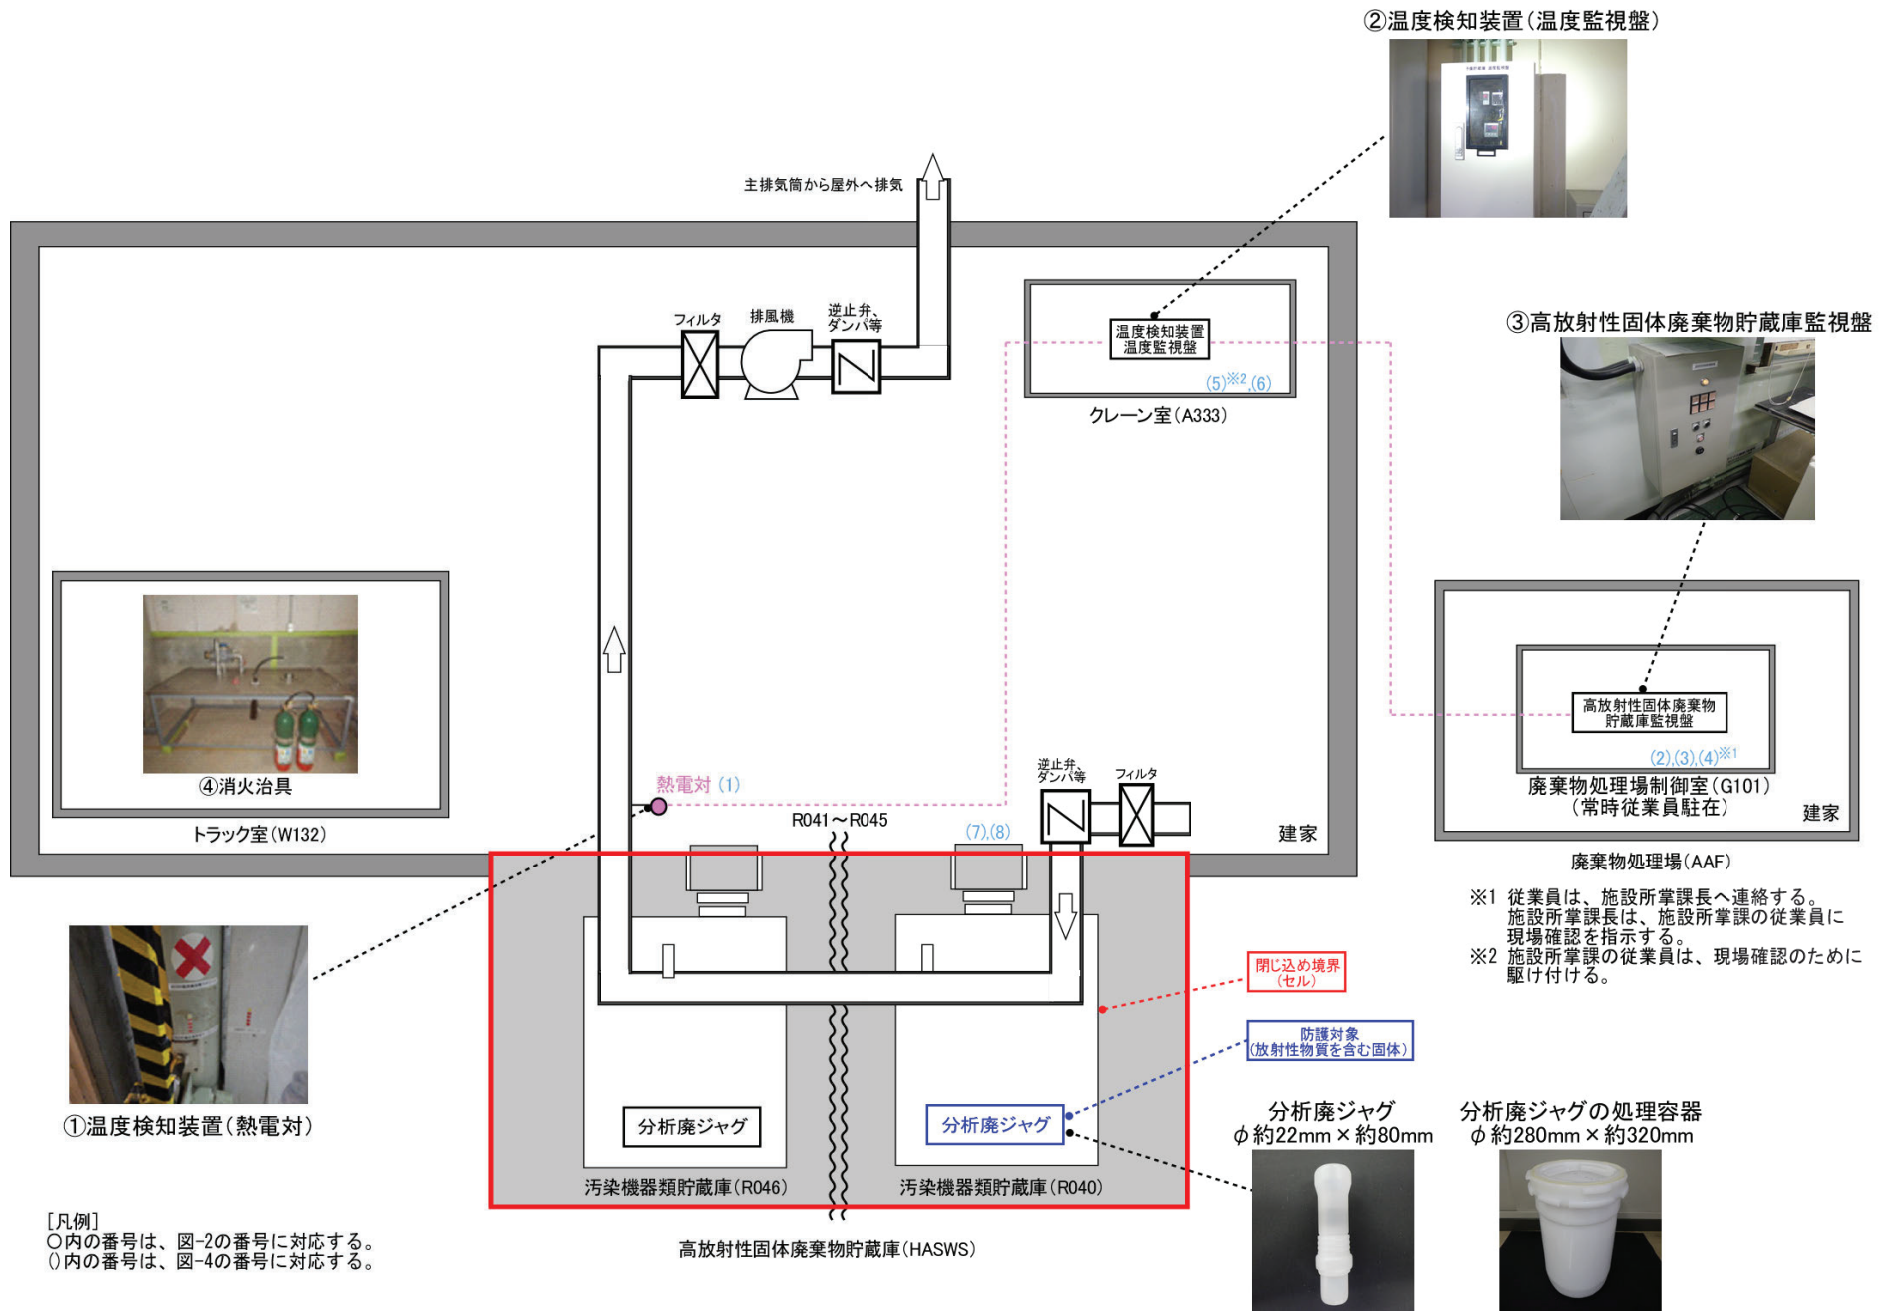 ②温度検知装置(温度監視盤)
主排気筒から屋外へ排気
フィルタ
排風機
逆止弁、
ダンパ等
温度検知装置
温度監視盤
(5)※2,(6)
クレーン室(A333)
③高放射性固体廃棄物貯蔵庫監視盤
高放射性固体廃棄物
貯蔵庫監視盤
(2),(3),(4)※1
廃棄物処理場制御室(G101)
(常時従業員駐在)
建家
廃棄物処理場(AAF)
※1 従業員は、施設所掌課長へ連絡する。
施設所掌課長は、施設所掌課の従業員に
現場確認を指示する。
※2 施設所掌課の従業員は、現場確認のために
駆け付ける。
④消火治具
トラック室(W132)
熱電対 (1)
R041～R045
(7),(8)
逆止弁、
ダンパ等
フィルタ
建家
①温度検知装置(熱電対)
閉じ込め境界
(セル)
防護対象
(放射性物質を含む固体)
分析廃ジャグ
分析廃ジャグ
汚染機器類貯蔵庫(R046)
汚染機器類貯蔵庫(R040)
高放射性固体廃棄物貯蔵庫(HASWS)
分析廃ジャグ
φ約22mm×約80mm
分析廃ジャグの処理容器
φ約280mm×約320mm
[凡例]
○内の番号は、図-2の番号に対応する。
()内の番号は、図-4の番号に対応する。